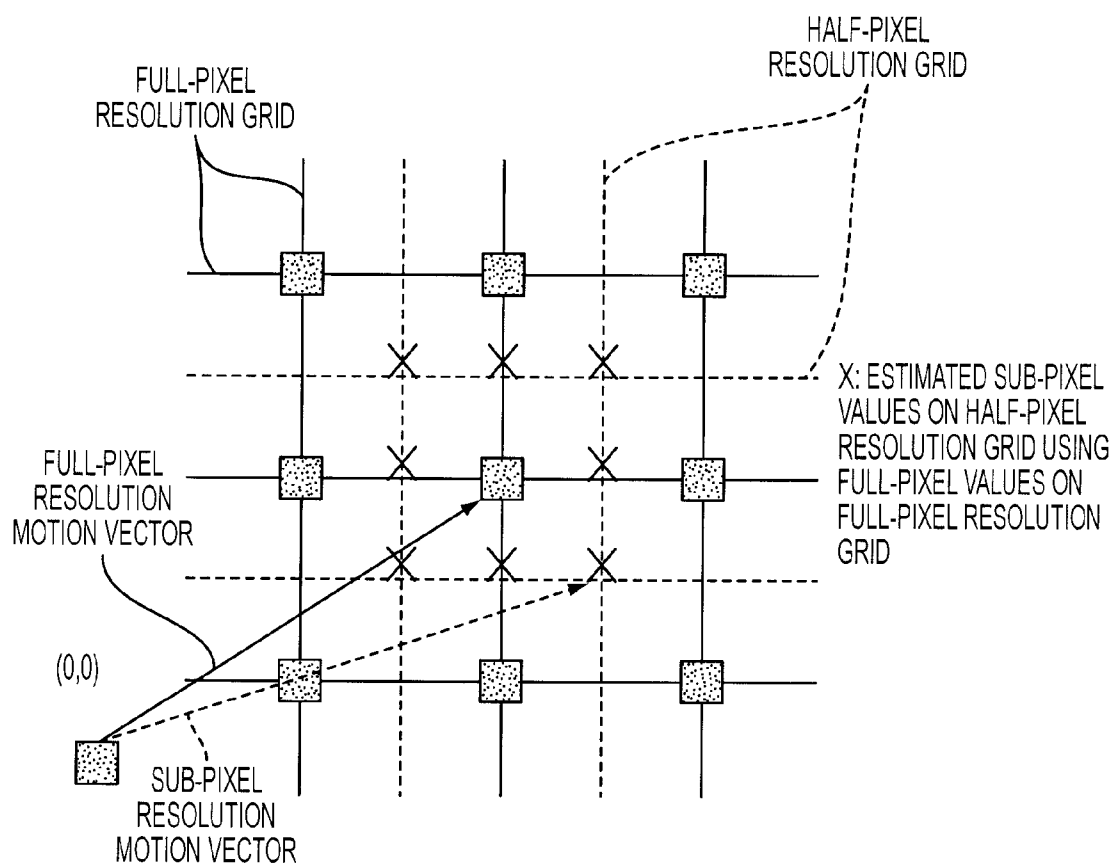 HALF-PIXEL
RESOLUTION GRID
FULL-PIXEL
RESOLUTION GRID
X: ESTIMATED SUB-PIXEL
VALUES ON HALF-PIXEL
RESOLUTION GRID USING
FULL-PIXEL VALUES ON
FULL-PIXEL RESOLUTION
GRID
FULL-PIXEL
RESOLUTION
MOTION VECTOR
(0,0)
SUB-PIXEL
RESOLUTION
MOTION VECTOR